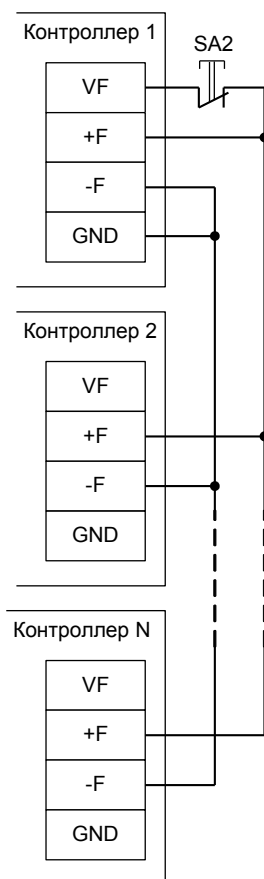 Контроллер 1
SA2
VF
+F
-F
GND
Контроллер 2
VF
+F
-F
GND
Контроллер N
VF
+F
-F
GND